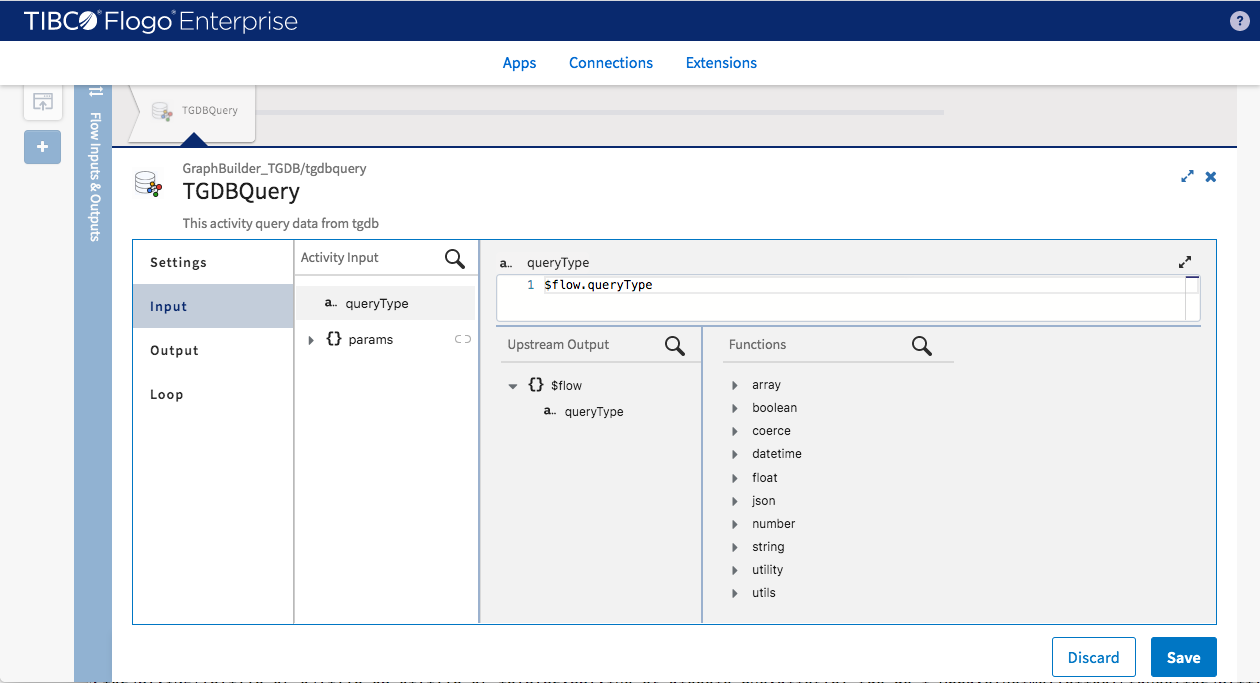 TIBCO® Flogo® Enterprise
?
Apps
Connections
Extensions
TGDBQuery
Flow Inputs & Outputs
GraphBuilder_TGDB/tgdbquery
TGDBQuery
This activity query data from tgdb
Settings
Input
Output
Loop
Activity Input
a.. queryType
{} params
a.. queryType
1 $flow.queryType
Upstream Output
{} $flow
a.. queryType
Functions
array
boolean
coerce
datetime
float
json
number
string
utility
utils
Discard
Save